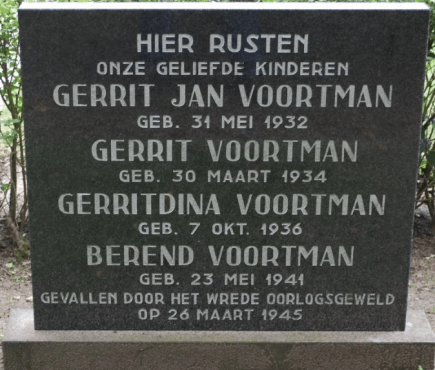 HIER RUSTEN
ONZE GELIEFDE KINDEREN
GERRIT JAN VOORTMAN
GEB. 31 MEI 1932
GERRIT VOORTMAN
GEB. 30 MAART 1934
GERRITDINA VOORTMAN
GEB. 7 OKT. 1936
BEREND VOORTMAN
GEB. 23 MEI 1941
GEVALLEN DOOR HET WREDE OORLOGSGEWELD
OP 26 MAART 1945